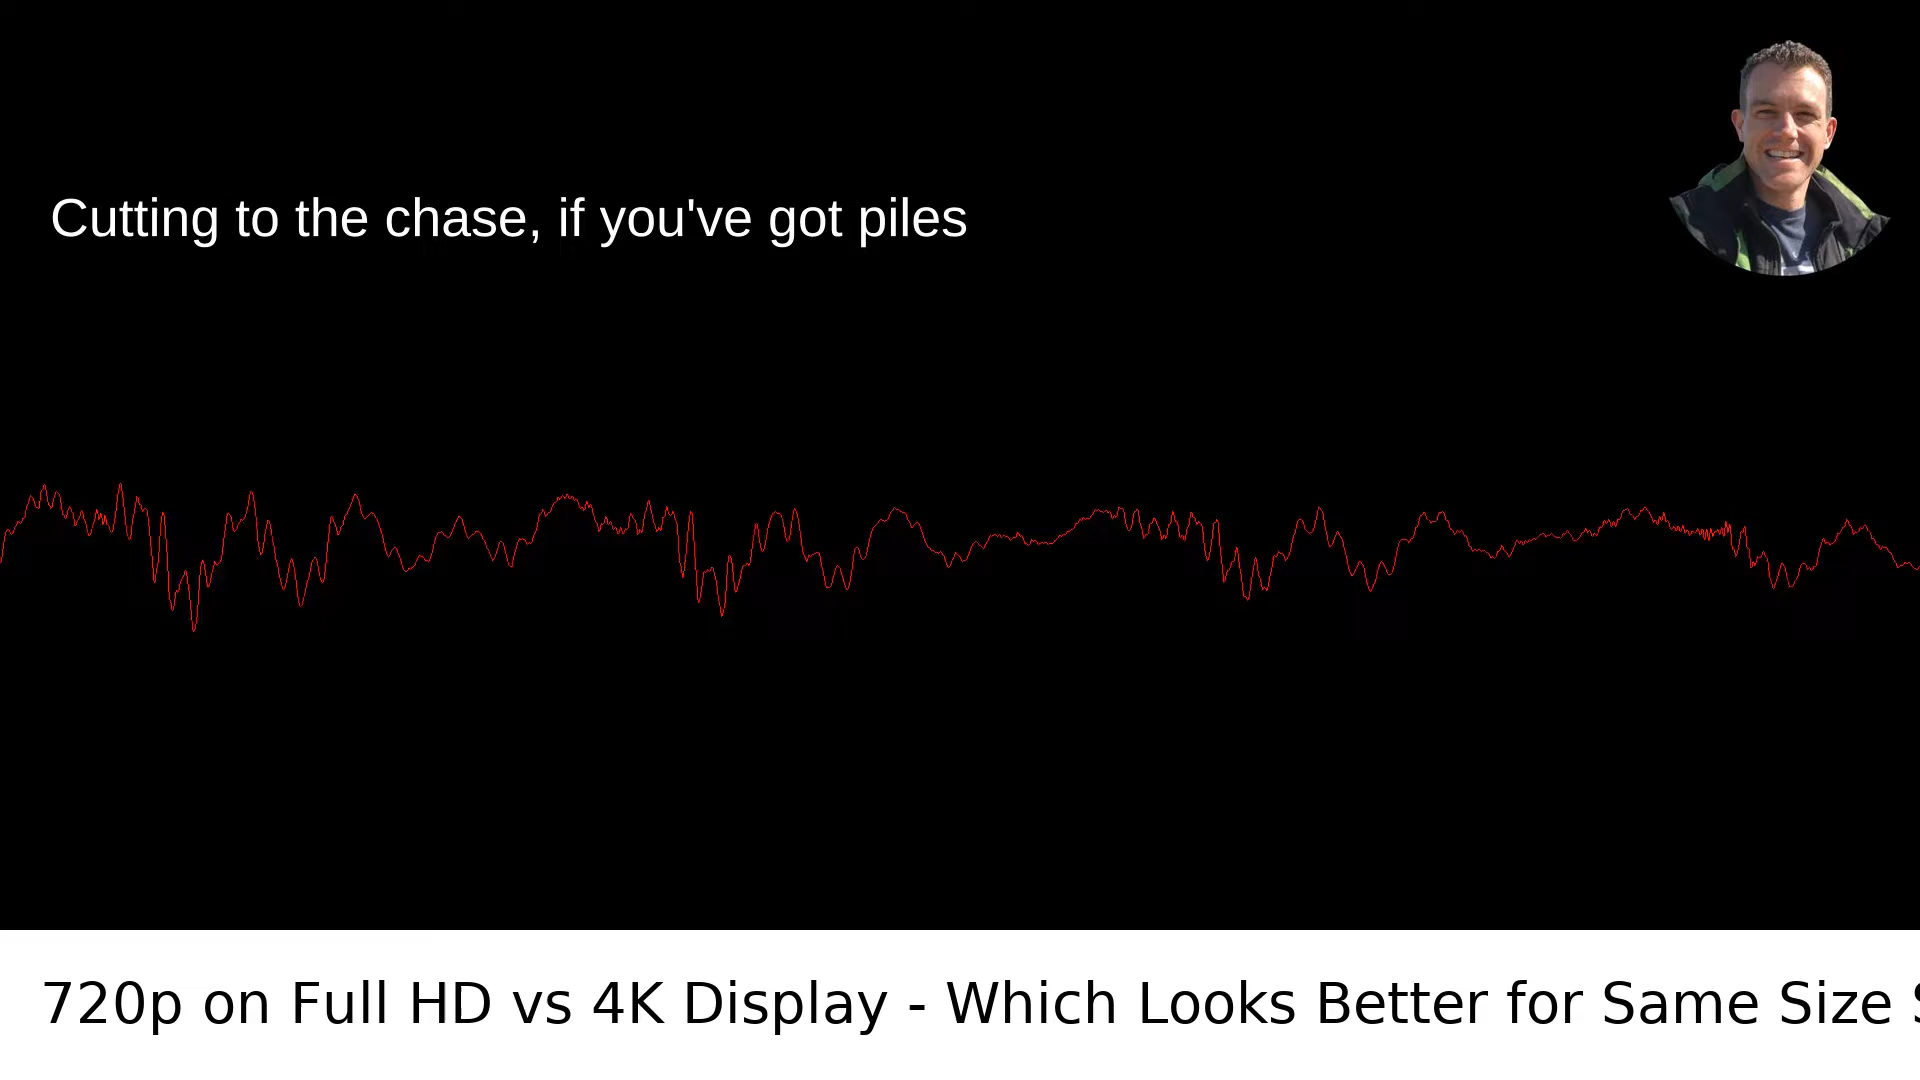 Cutting to the chase, if you've got piles
720p on Full HD vs 4K Display - Which Looks Better for Same Size